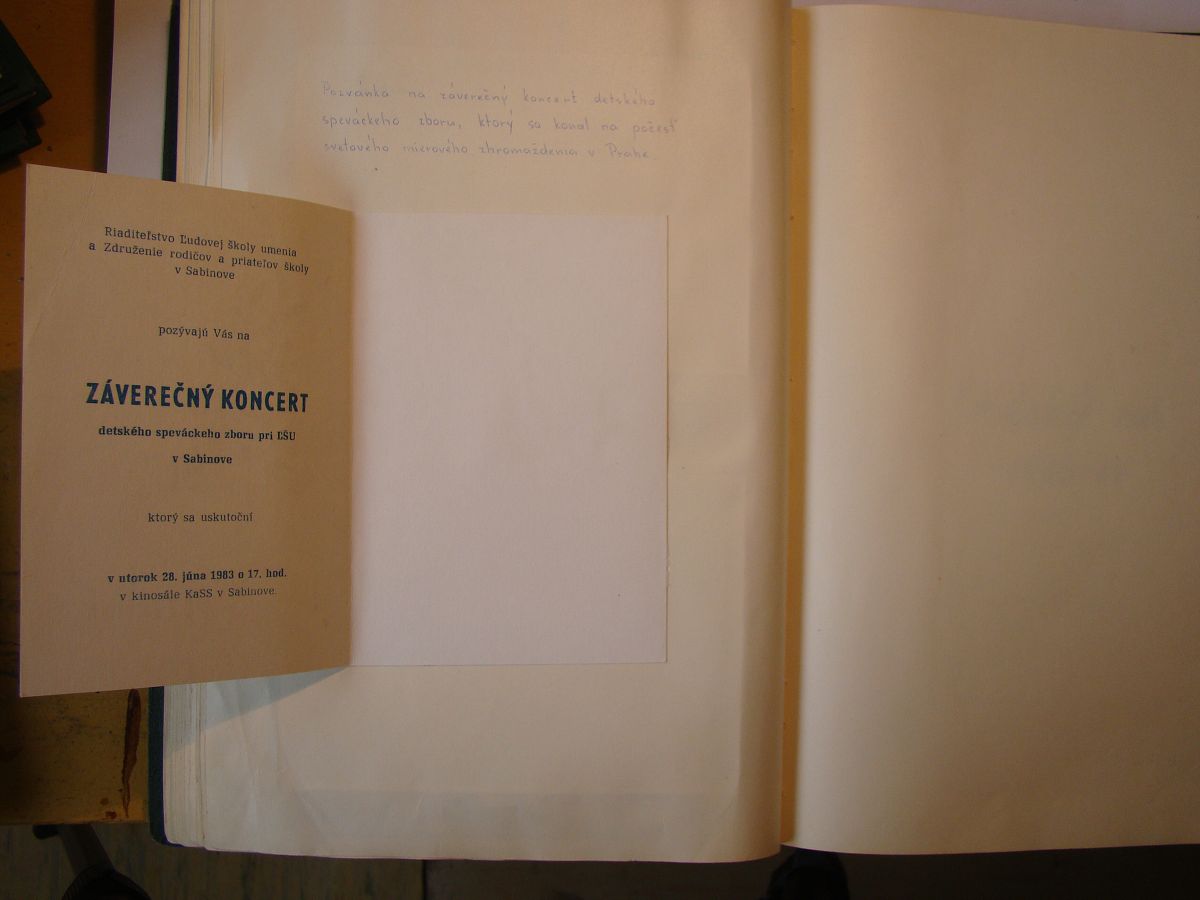 Pozvánka na záverečný koncert detského
speváckeho zboru, ktorý sa konal na počesť
svetového mierového zhromaždenia v Prahe
Riaditeľstvo Ľudovej školy umenia
a Združenie rodičov a priateľov školy
v Sabinove
pozývajú Vás na
ZÁVEREČNÝ KONCERT
detského speváckeho zboru pri ĽŠU
v Sabinove
ktorý sa uskutoční
v utorok 28. júna 1983 o 17. hod.
v kinosále KaSS v Sabinove.